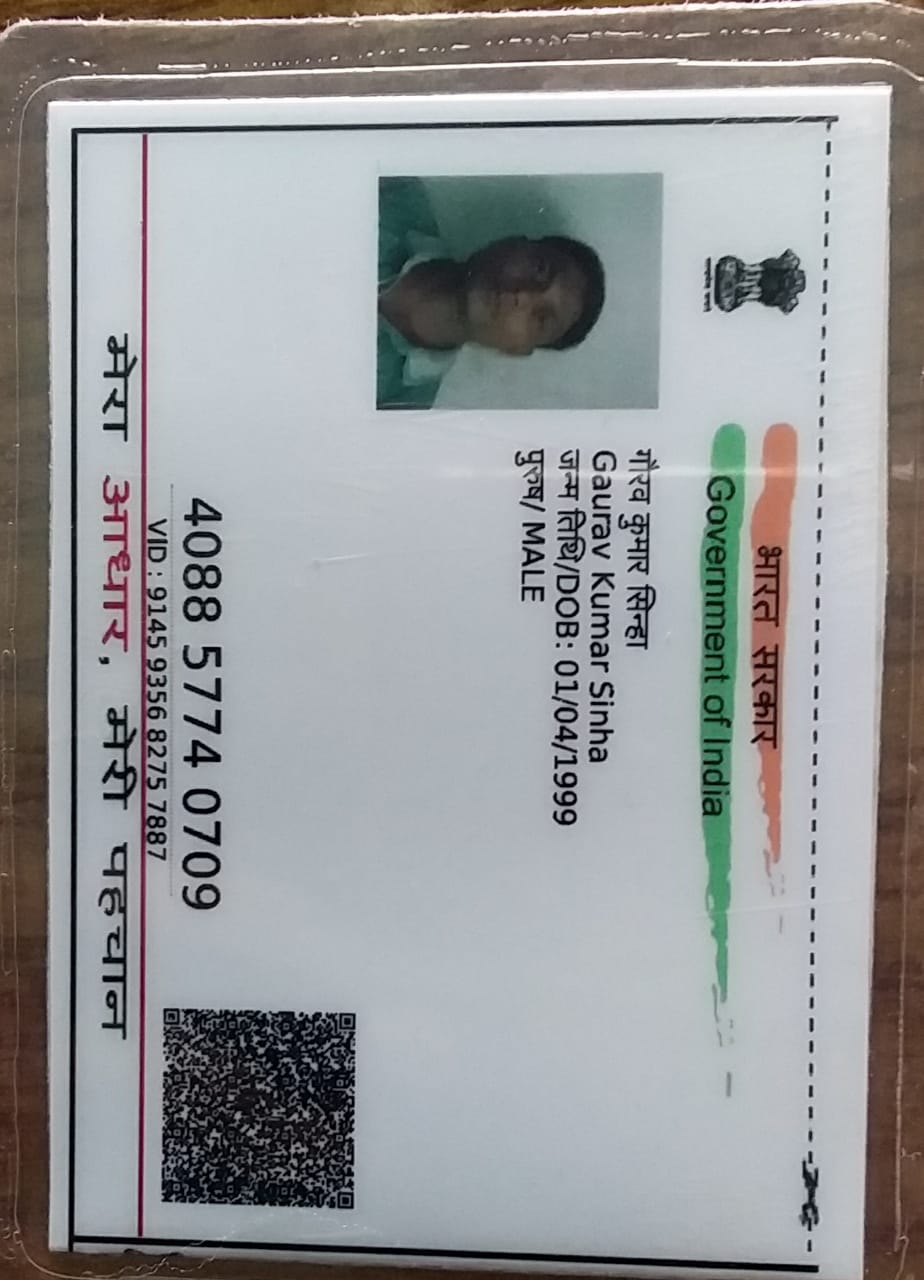 भारत सरकार
Government of India
गौरव कुमार सिन्हा
Gaurav Kumar Sinha
जन्म तिथि/DOB: 01/04/1999
पुरुष/ MALE
4088 5774 0709
VID : 9145 9356 8275 7887
मेरा आधार, मेरी पहचान